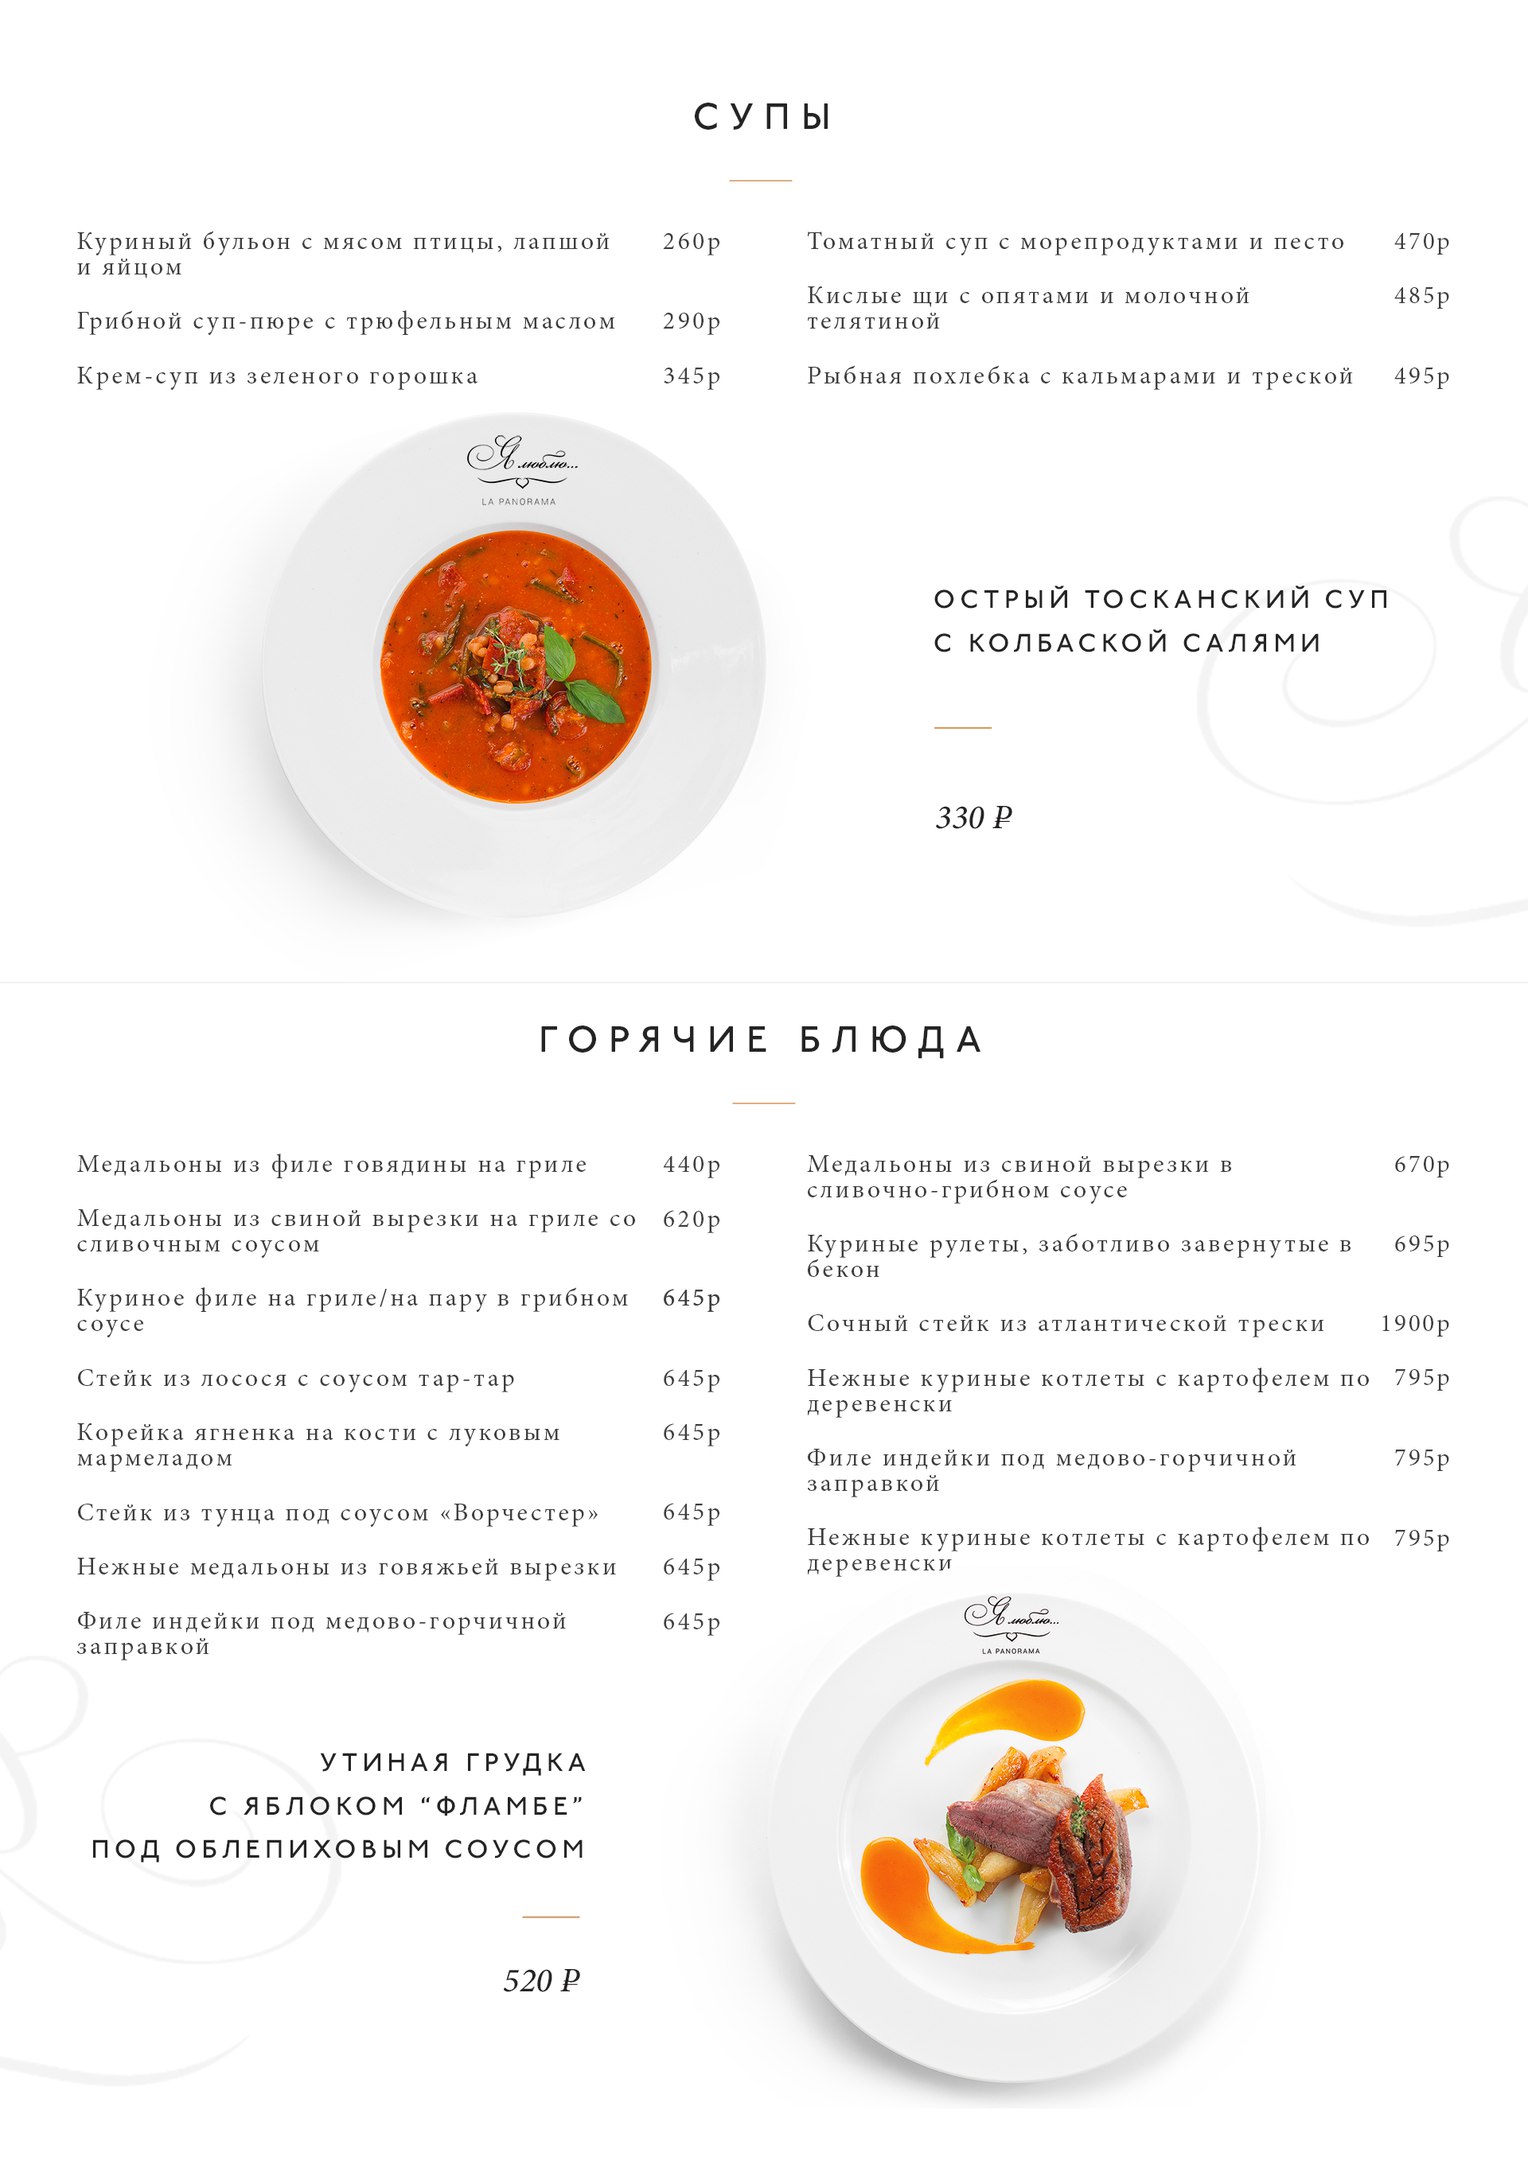 СУПЫ
Куриный бульон с мясом птицы, лапшой 260р
и яйцом
Грибной суп-пюре с трюфельным маслом 290р
Крем-суп из зеленого горошка 345р
Томатный суп с морепродуктами и песто 470р
Кислые щи с опятами и молочной 485р
телятиной
Рыбная похлебка с кальмарами и треской 495р
Я люблю...
LA PANORAMA
ОСТРЫЙ ТОСКАНСКИЙ СУП
С КОЛБАСКОЙ САЛЯМИ
330 ₽
ГОРЯЧИЕ БЛЮДА
Медальоны из филе говядины на гриле 440р
Медальоны из свиной вырезки на гриле со 620р
сливочным соусом
Куриное филе на гриле/на пару в грибном 645р
соусе
Стейк из лосося с соусом тар-тар 645р
Корейка ягненка на кости с луковым 645р
мармеладом
Стейк из тунца под соусом «Ворчестер» 645р
Нежные медальоны из говяжьей вырезки 645р
Филе индейки под медово-горчичной 645р
заправкой
Медальоны из свиной вырезки в 670р
сливочно-грибном соусе
Куриные рулеты, заботливо завернутые в 695р
бекон
Сочный стейк из атлантической трески 1900р
Нежные куриные котлеты с картофелем по 795р
деревенски
Филе индейки под медово-горчичной 795р
заправкой
Нежные куриные котлеты с картофелем по 795р
деревенски
Я люблю...
LA PANORAMA
УТИНАЯ ГРУДКА
С ЯБЛОКОМ “ФЛАМБЕ”
ПОД ОБЛЕПИХОВЫМ СОУСОМ
520 ₽